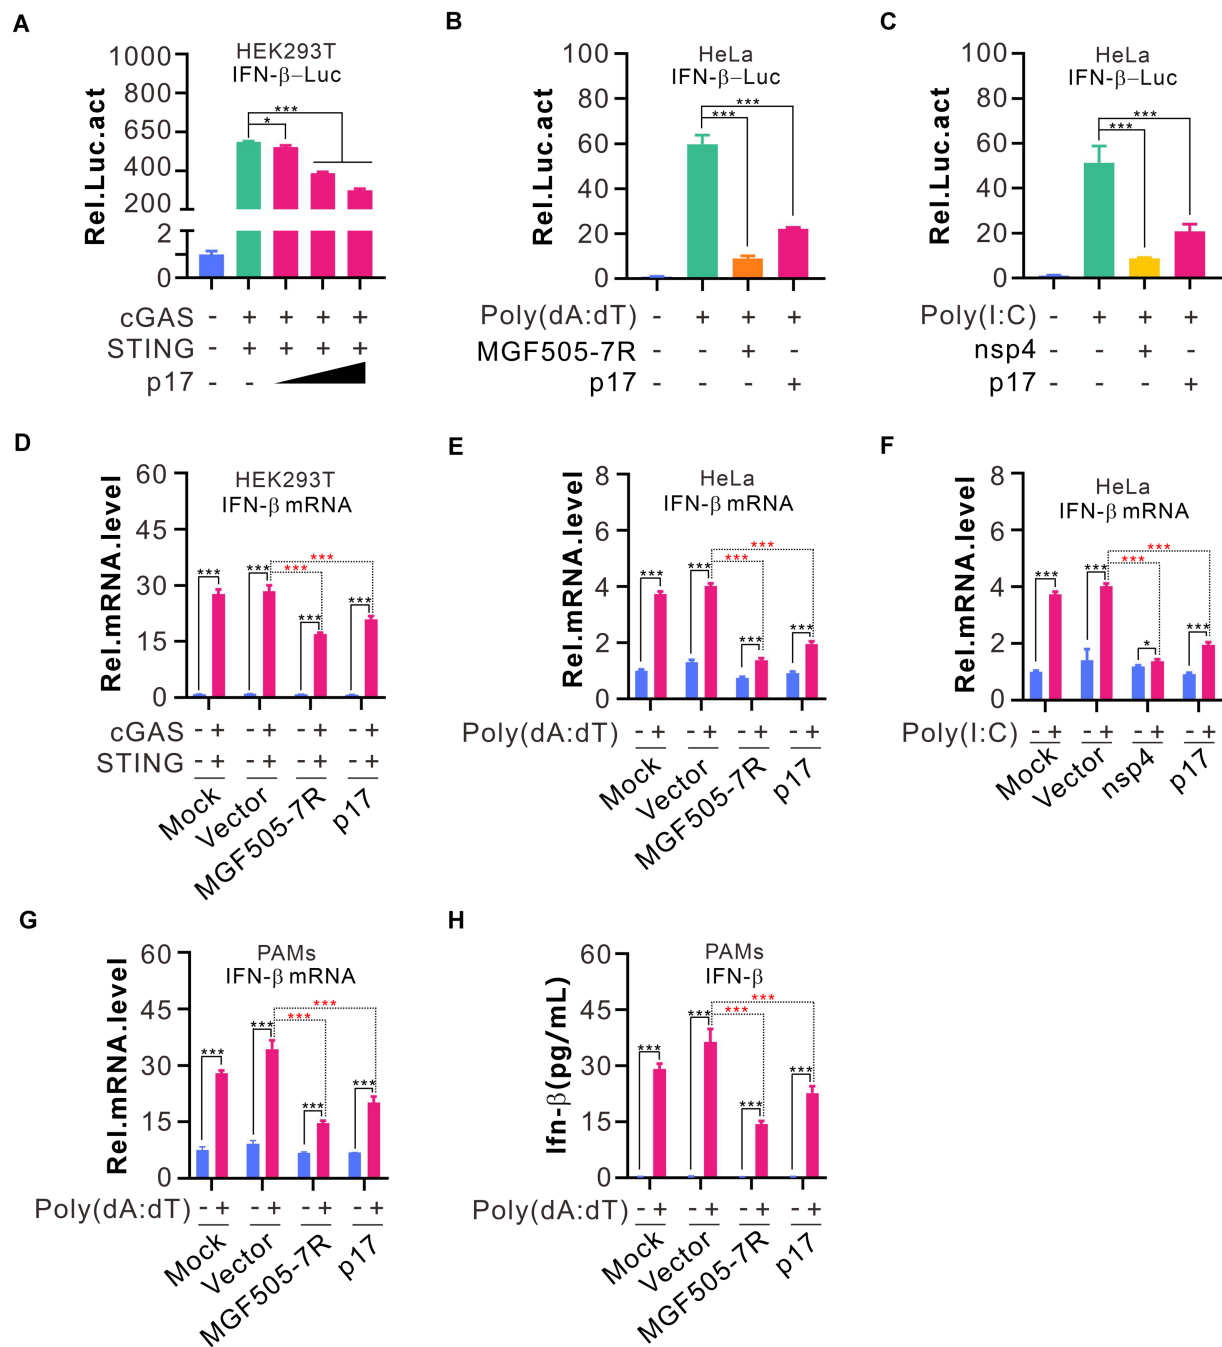 A
HEK293T
IFN-β–Luc
Rel.Luc.act
1000
800
650
400
200
2
0
***
*
cGAS - + + + +
STING - + + + +
p17 - -
B
HeLa
IFN-β–Luc
Rel.Luc.act
100
80
60
40
20
0
***
***
Poly(dA:dT) - + + +
MGF505-7R - - + -
p17 - - - +
C
HeLa
IFN-β–Luc
Rel.Luc.act
100
80
60
40
20
0
***
***
Poly(I:C) - + + +
nsp4 - - + -
p17 - - - +
D
HEK293T
IFN-β mRNA
Rel.mRNA.level
60
45
30
15
0
***
***
***
***
***
***
cGAS - + - + - + - +
STING - + - + - + - +
Mock
Vector
MGF505-7R
p17
E
HeLa
IFN-β mRNA
Rel.mRNA.level
8
6
4
2
0
***
***
***
***
***
***
Poly(dA:dT) - + - + - + - +
Mock
Vector
MGF505-7R
p17
F
HeLa
IFN-β mRNA
Rel.mRNA.level
8
6
4
2
0
***
***
***
***
*
***
Poly(I:C) - + - + - + - +
Mock
Vector
nsp4
p17
G
PAMs
IFN-β mRNA
Rel.mRNA.level
60
45
30
15
0
***
***
***
***
***
***
Poly(dA:dT) - + - + - + - +
Mock
Vector
MGF505-7R
p17
H
PAMs
IFN-β
Ifn-β(pg/mL)
60
45
30
15
0
***
***
***
***
***
***
Poly(dA:dT) - + - + - + - +
Mock
Vector
MGF505-7R
p17